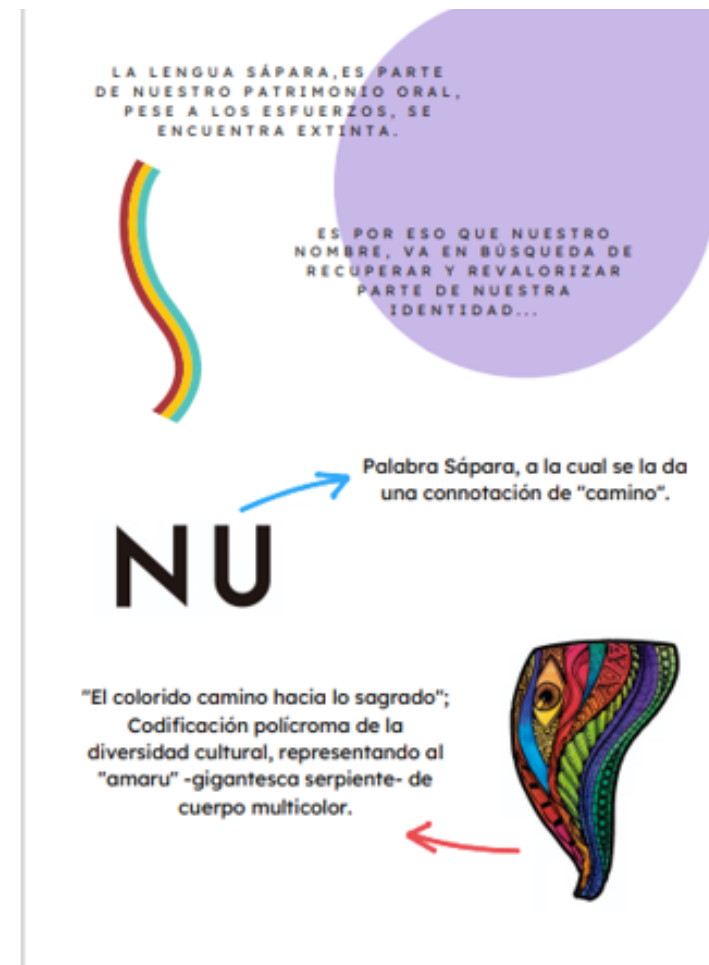 LA LENGUA SÁPARA,ES PARTE
DE NUESTRO PATRIMONIO ORAL,
PESE A LOS ESFUERZOS, SE
ENCUENTRA EXTINTA.
ES POR ESO QUE NUESTRO
NOMBRE, VA EN BÚSQUEDA DE
RECUPERAR Y REVALORIZAR
PARTE DE NUESTRA
IDENTIDAD...
Palabra Sápara, a la cual se la da
una connotación de "camino".
NU
"El colorido camino hacia lo sagrado";
Codificación polícroma de la
diversidad cultural, representando al
"amaru" -gigantesca serpiente- de
cuerpo multicolor.